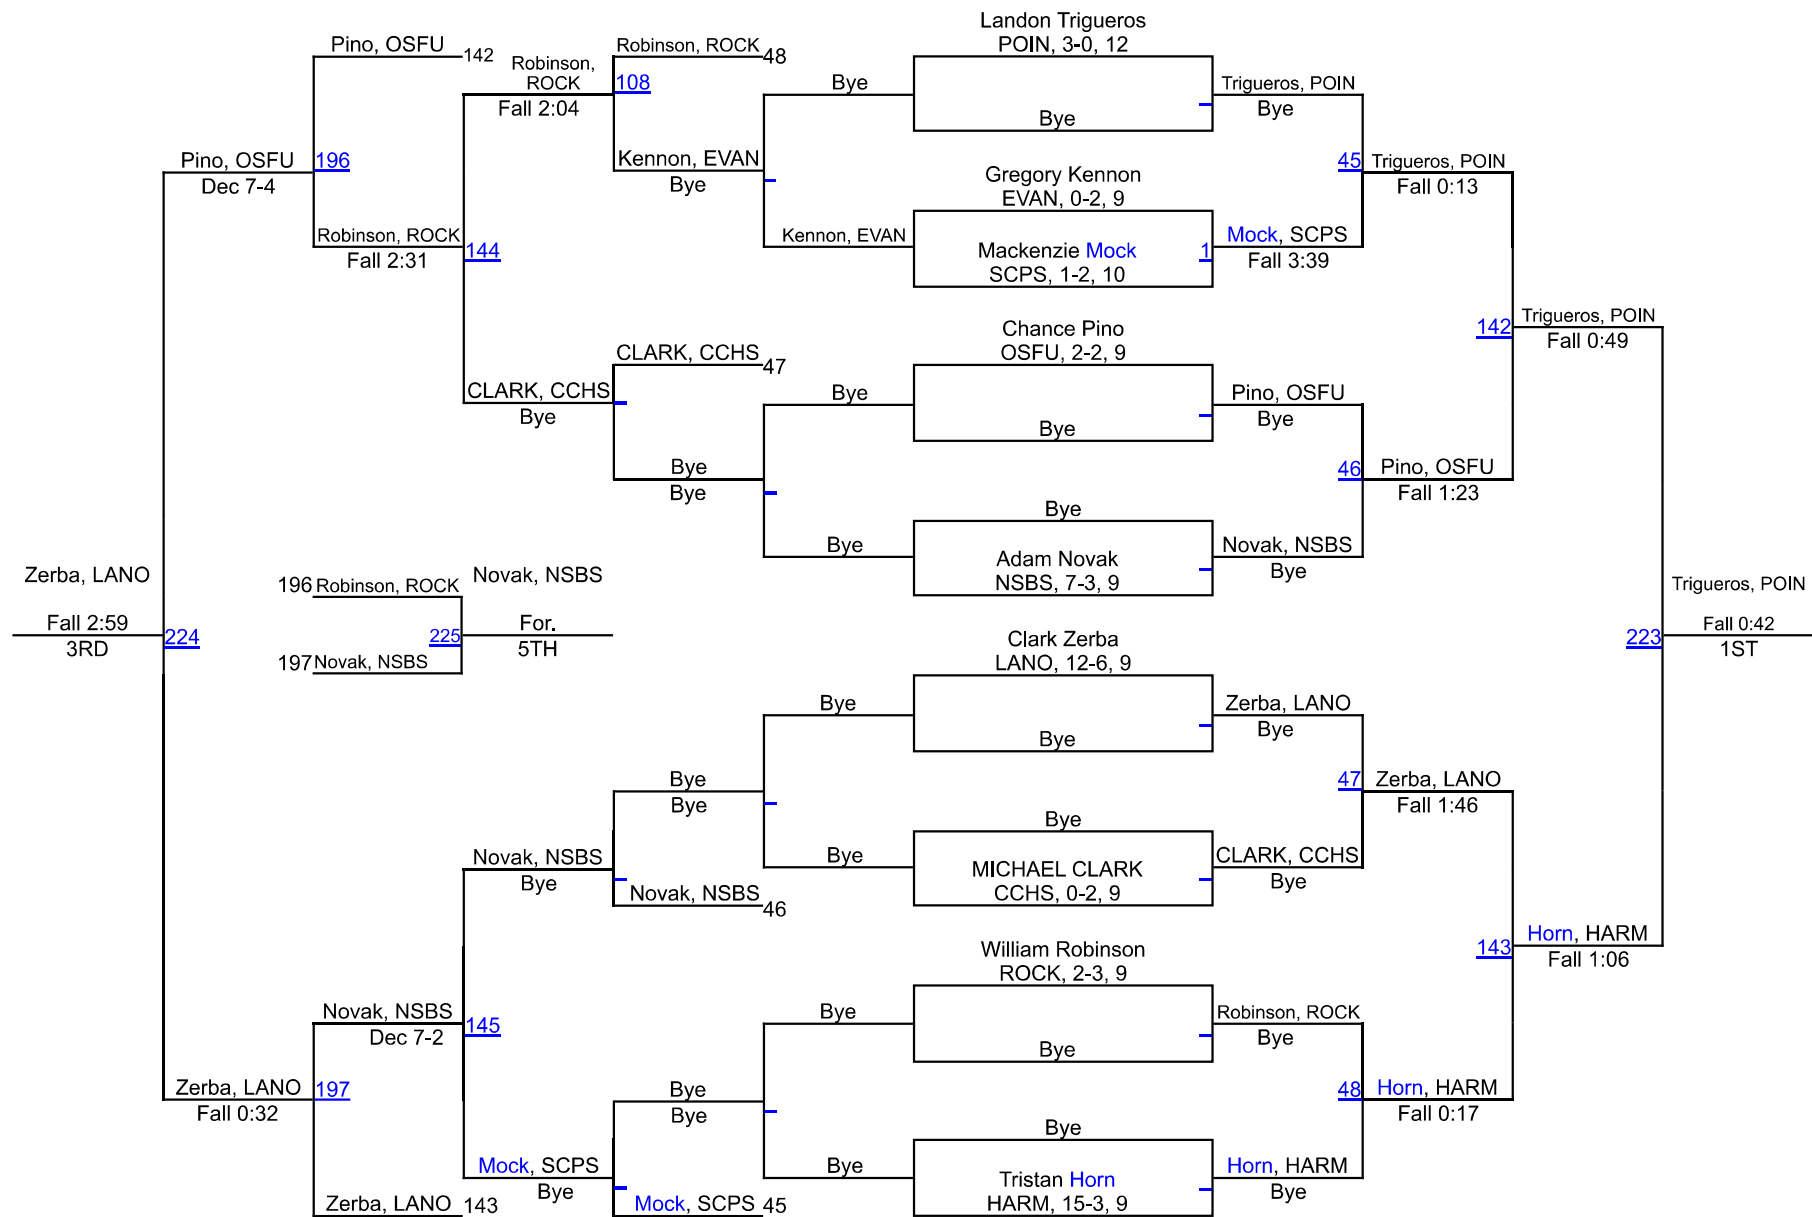 Landon Trigueros
POIN, 3-0, 12
Pino, OSFU
142
Robinson, ROCK
48
Robinson,
ROCK
108
Fall 2:04
Bye
Bye
Trigueros, POIN
Bye
Pino, OSFU
196
Dec 7-4
Kennon, EVAN
Bye
45
Trigueros, POIN
Fall 0:13
Gregory Kennon
EVAN, 0-2, 9
Robinson, ROCK
144
Fall 2:31
Kennon, EVAN
Mackenzie Mock
SCPS, 1-2, 10
1
Mock, SCPS
Fall 3:39
Chance Pino
OSFU, 2-2, 9
142
Trigueros, POIN
Fall 0:49
CLARK, CCHS
47
CLARK, CCHS
Bye
Bye
Bye
Pino, OSFU
Bye
Bye
Bye
46
Pino, OSFU
Fall 1:23
Bye
Bye
Adam Novak
NSBS, 7-3, 9
Novak, NSBS
Bye
Zerba, LANO
Fall 2:59
3RD
224
196
Robinson, ROCK
Novak, NSBS
225
For.
5TH
197
Novak, NSBS
Trigueros, POIN
223
Fall 0:42
1ST
Clark Zerba
LANO, 12-6, 9
Bye
Bye
Zerba, LANO
Bye
Bye
Bye
47
Zerba, LANO
Fall 1:46
Bye
Novak, NSBS
Bye
Bye
MICHAEL CLARK
CCHS, 0-2, 9
CLARK, CCHS
Bye
Novak, NSBS
46
143
Horn, HARM
Fall 1:06
William Robinson
ROCK, 2-3, 9
Novak, NSBS
145
Dec 7-2
Bye
Bye
Robinson, ROCK
Bye
Zerba, LANO
197
Fall 0:32
Bye
Bye
48
Horn, HARM
Fall 0:17
Bye
Mock, SCPS
Bye
Bye
Tristan Horn
HARM, 15-3, 9
Horn, HARM
Bye
Zerba, LANO
143
Mock, SCPS
45